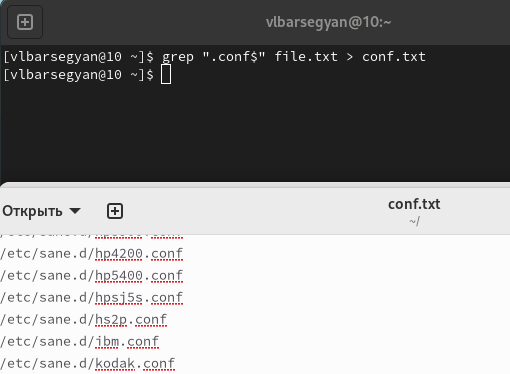 vlbarsegyan@10:~
[vlbarsegyan@10 ~]$ grep ".conf$" file.txt > conf.txt
[vlbarsegyan@10 ~]$
Открыть
conf.txt
~/
/etc/sane.d/hp4200.conf
/etc/sane.d/hp5400.conf
/etc/sane.d/hpsj5s.conf
/etc/sane.d/hs2p.conf
/etc/sane.d/ibm.conf
/etc/sane.d/kodak.conf